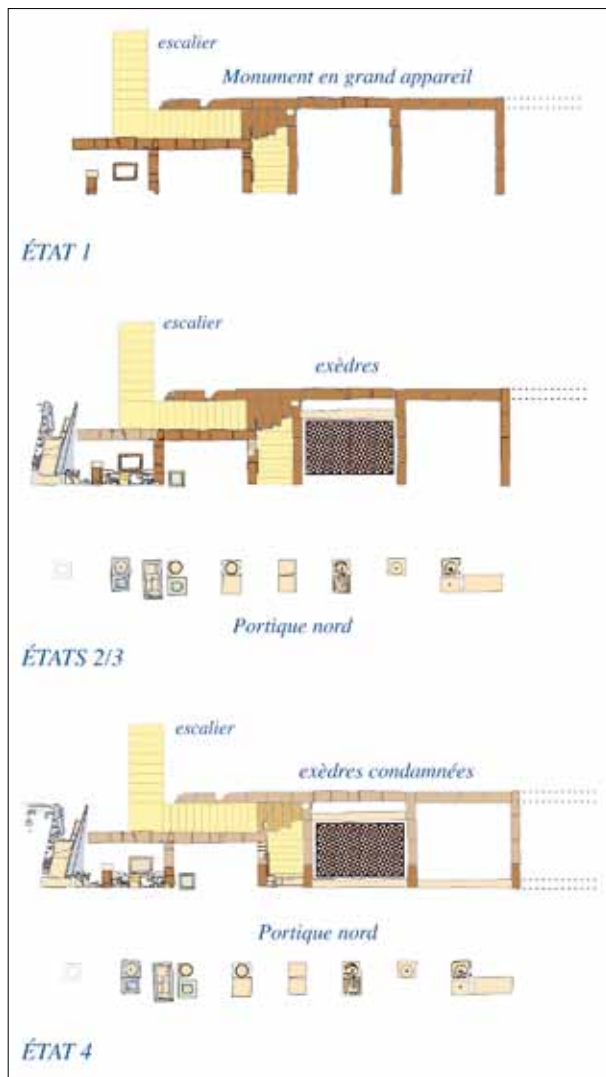 escalier
Monument en grand appareil
ÉTAT 1
escalier
exèdres
Portique nord
ÉTATS 2/3
escalier
exèdres condamnées
Portique nord
ÉTAT 4